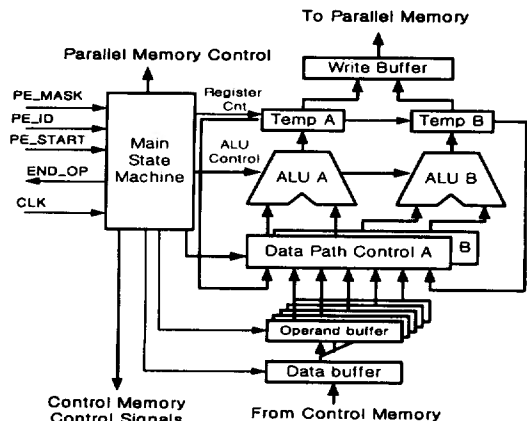 To Parallel Memory
Parallel Memory Control
Write Buffer
PE_MASK
Register
Cnt
Temp A
Temp B
PE_ID
PE_START
Main
State
Machine
ALU
Control
ALU A
ALU B
END_OP
CLK
Data Path Control A
B
Operand buffer
Data buffer
Control Memory
Control Signals
From Control Memory